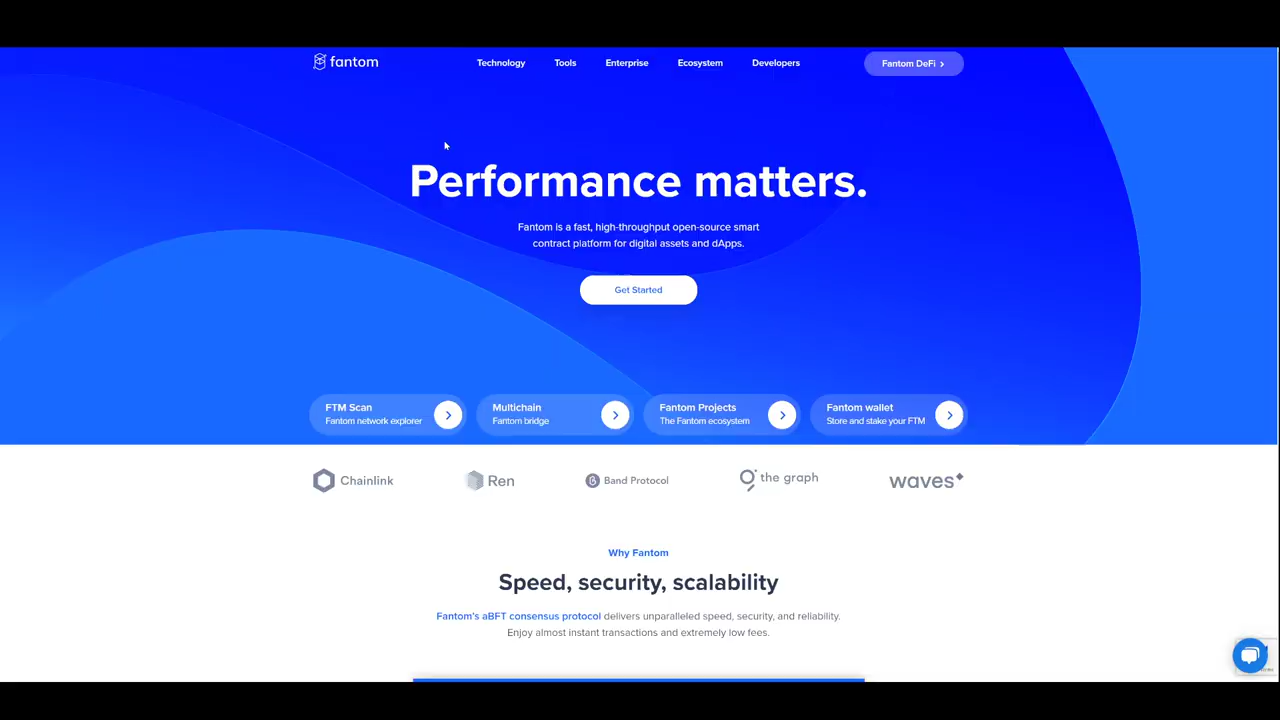 fantom
Technology
Tools
Enterprise
Ecosystem
Developers
Fantom DeFi
Performance matters.
Fantom is a fast, high-throughput open-source smart
contract platform for digital assets and dApps.
Get Started
FTM Scan
Fantom network explorer
Multichain
Fantom bridge
Fantom Projects
The Fantom ecosystem
Fantom wallet
Store and stake your FTM
Chainlink
Ren
Band Protocol
the graph
waves
Why Fantom
Speed, security, scalability
Fantom's aBFT consensus protocol delivers unparalleled speed, security, and reliability.
Enjoy almost instant transactions and extremely low fees.